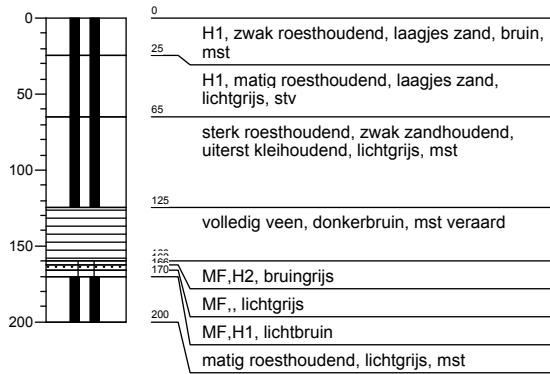 0
50
100
150
200
0
H1, zwak roesthoudend, laagjes zand, bruin,
mst
25
H1, matig roesthoudend, laagjes zand,
lichtgrijs, stv
65
sterk roesthoudend, zwak zandhoudend,
uiterst kleihoudend, lichtgrijs, mst
125
volledig veen, donkerbruin, mst veraard
MF,H2, bruingrijs
170
MF,, lichtgrijs
MF,H1, lichtbruin
200
matig roesthoudend, lichtgrijs, mst